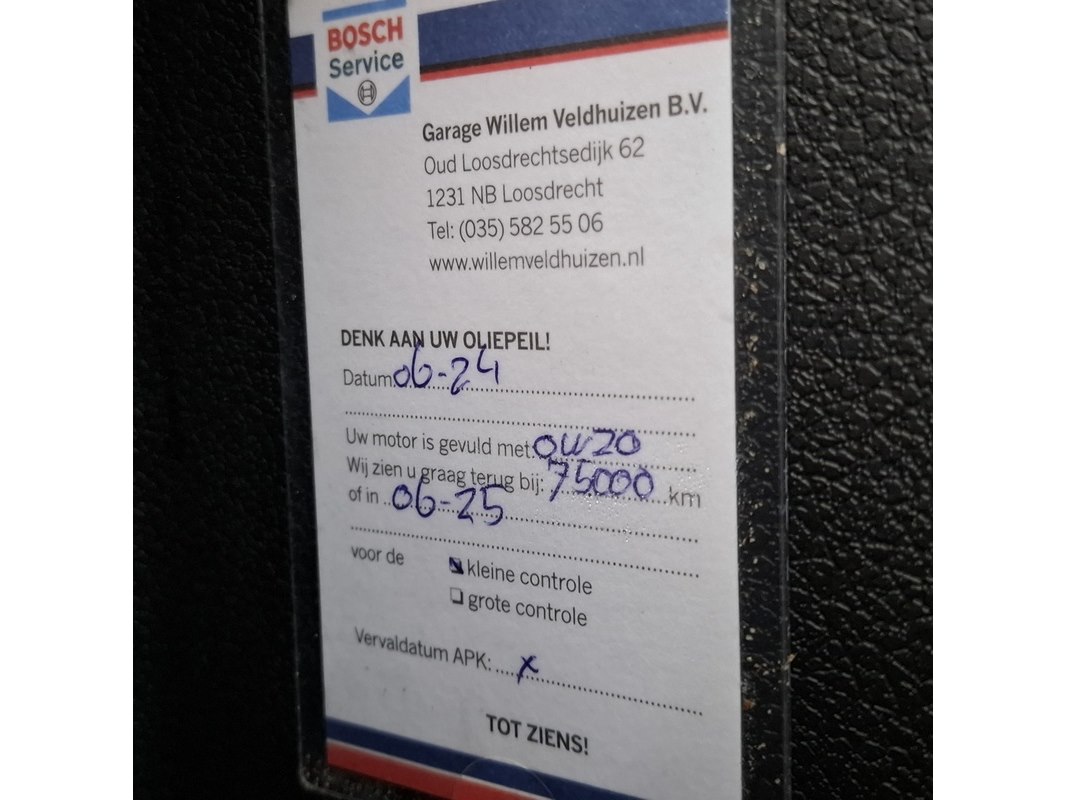 BOSCH
Service
Garage Willem Veldhuizen B.V.
Oud Loosdrechtsedijk 62
1231 NB Loosdrecht
Tel: (035) 582 55 06
www.willemveldhuizen.nl
DENK AAN UW OLIEPEIL!
Datum 06-24
Uw motor is gevuld met: 0W20
Wij zien u graag terug bij: 75000 km
of in 06-25
voor de kleine controle
grote controle
Vervaldatum APK: x
TOT ZIENS!